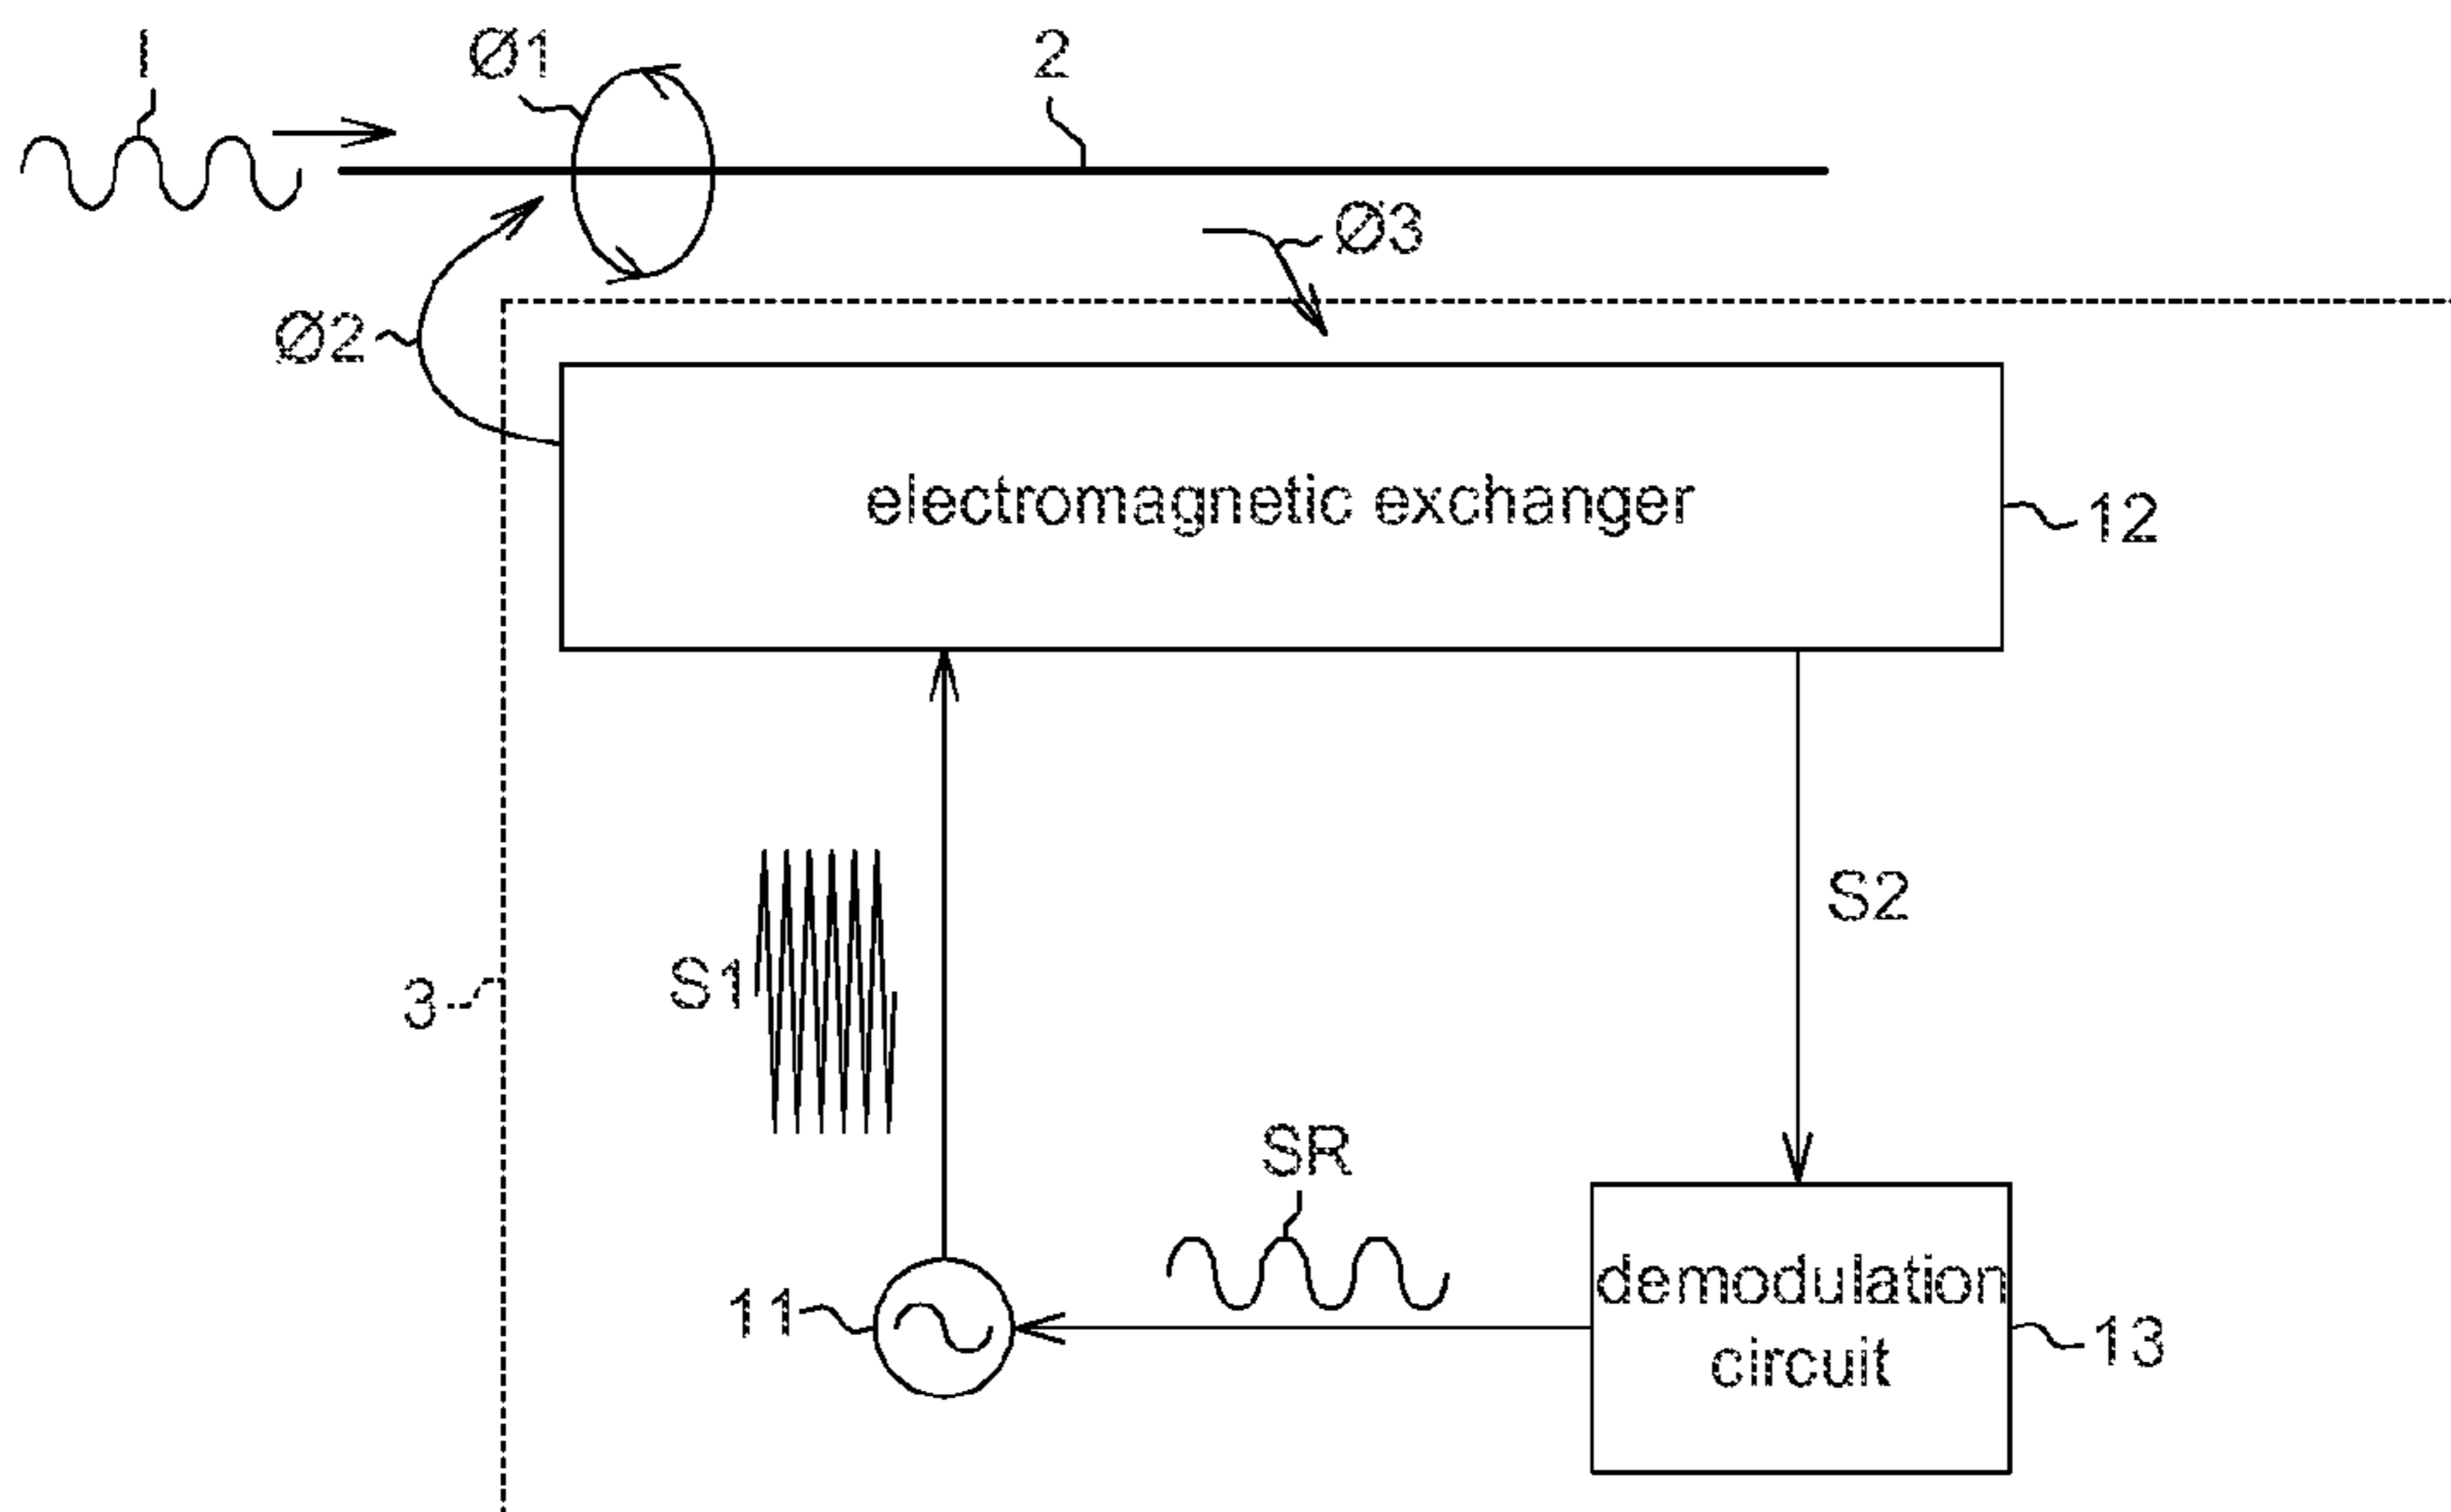 I
Ø1
2
Ø3
Ø2
electromagnetic exchanger
12
S2
S1
3
SR
demodulation
circuit
11
13